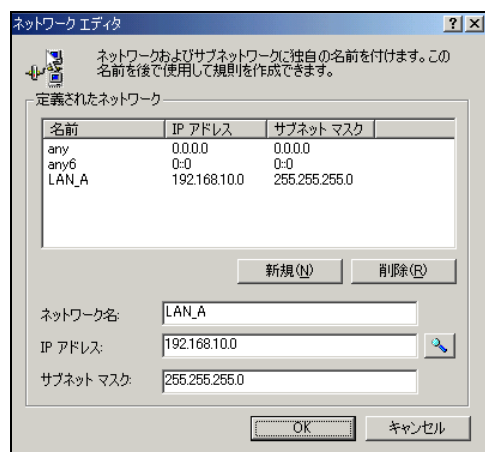 ネットワーク エディタ
ネットワークおよびサブネットワークに独自の名前を付けます。この
名前を後で使用して規則を作成できます。
定義されたネットワーク
名前 IP アドレス サブネット マスク
any 0.0.0.0 0.0.0.0
any6 0::0 0::0
LAN_A 192.168.10.0 255.255.255.0
新規(N) 削除(R)
ネットワーク名: LAN_A
IP アドレス: 192.168.10.0
サブネット マスク: 255.255.255.0
OK キャンセル